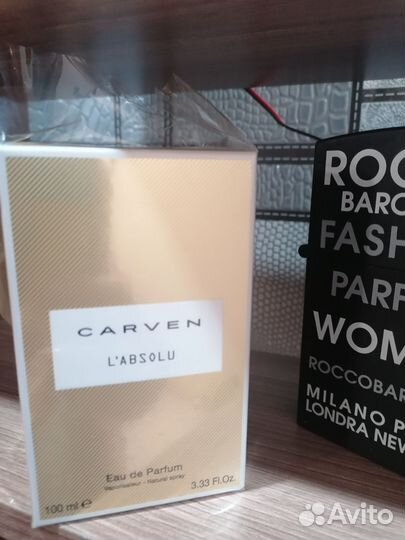 CARVEN
L'ABSOLU
Eau de Parfum
Vaporisateur - Natural spray
100 ml e 3.33 Fl.Oz.
ROC
BARO
FASH
PARF
WOM
ROCCOBAR
MILANO P
LONDRA NEW
Avito